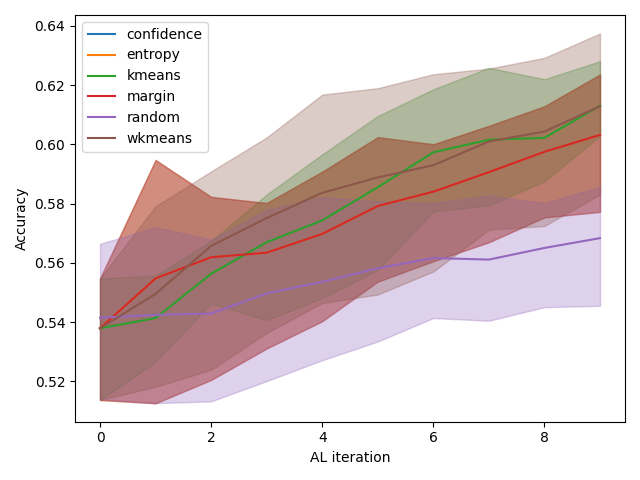 0.64
0.62
0.60
0.58
0.56
0.54
0.52
Accuracy
confidence
entropy
kmeans
margin
random
wkmeans
0 2 4 6 8
AL iteration